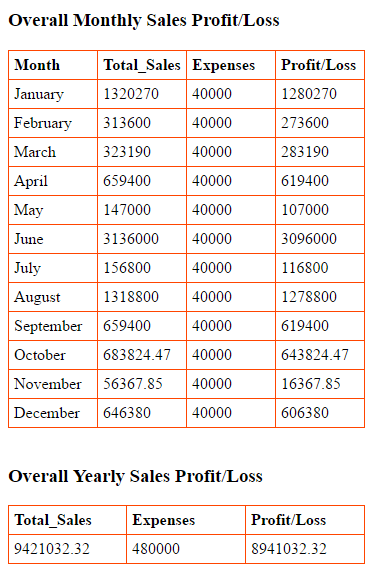 Overall Monthly Sales Profit/Loss
Month Total_Sales Expenses Profit/Loss
January 1320270 40000 1280270
February 313600 40000 273600
March 323190 40000 283190
April 659400 40000 619400
May 147000 40000 107000
June 3136000 40000 3096000
July 156800 40000 116800
August 1318800 40000 1278800
September 659400 40000 619400
October 683824.47 40000 643824.47
November 56367.85 40000 16367.85
December 646380 40000 606380
Overall Yearly Sales Profit/Loss
Total_Sales Expenses Profit/Loss
9421032.32 480000 8941032.32